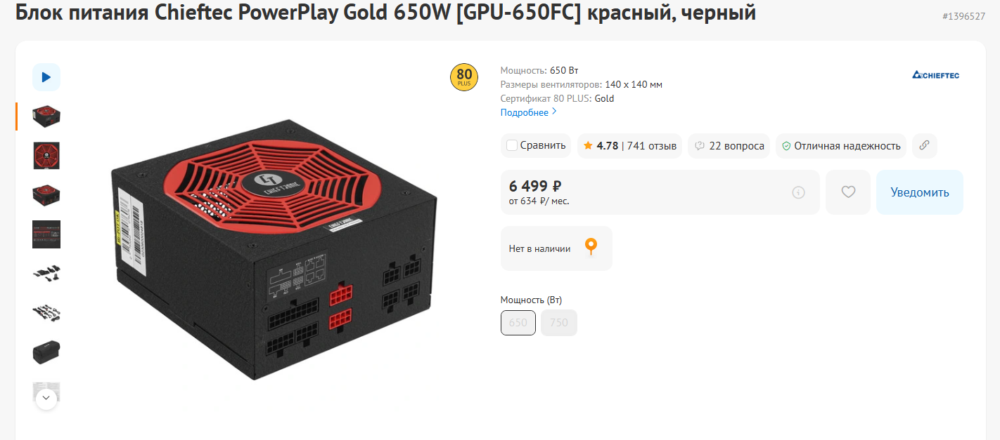 Блок питания Chieftec PowerPlay Gold 650W [GPU-650FC] красный, черный
#1396527
80
PLUS
Мощность: 650 Вт
Размеры вентиляторов: 140 x 140 мм
Сертификат 80 PLUS: Gold
Подробнее
CHIEFTEC
Сравнить
4.78 | 741 отзыв
22 вопроса
Отличная надежность
6 499 ₽
от 634 ₽/ мес.
Уведомить
Нет в наличии
Мощность (Вт)
650
750
CHIEFTRONIC